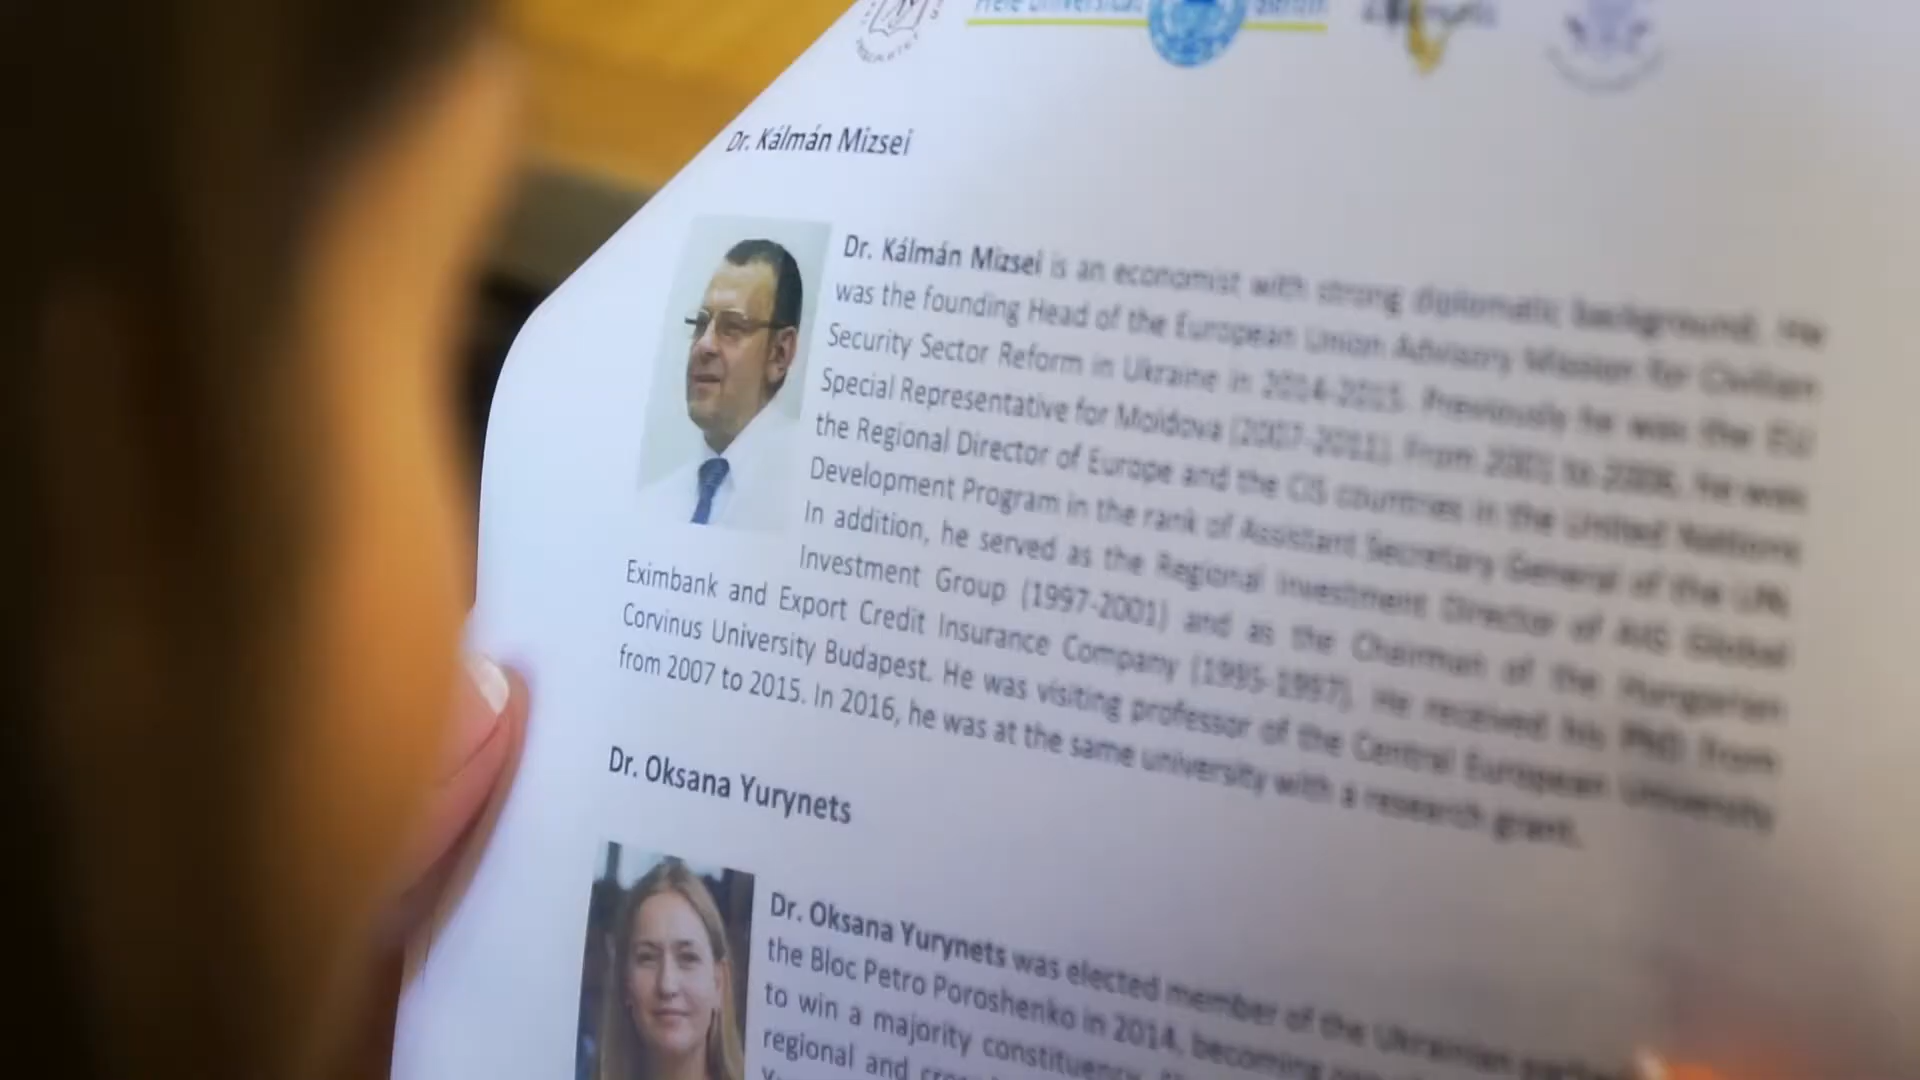 Freie Universität Berlin
Dr. Kálmán Mizsei
Dr. Kálmán Mizsei is an economist with strong diplomatic background. He
was the founding Head of the European Union Advisory Mission for Civilian
Security Sector Reform in Ukraine in 2014-2015. Previously he was the EU
Special Representative for Moldova (2007-2011). From 2001 to 2006, he was
the Regional Director of Europe and the CIS countries in the United Nations
Development Program in the rank of Assistant Secretary General of the UN.
In addition, he served as the Regional Investment Director of AIG Global
Investment Group (1997-2001) and as the Chairman of the Hungarian
Eximbank and Export Credit Insurance Company (1995-1997). He received his PhD from
Corvinus University Budapest. He was visiting professor of the Central European University
from 2007 to 2015. In 2016, he was at the same university with a research grant.
Dr. Oksana Yurynets
Dr. Oksana Yurynets was elected member of the Ukrainian
the Bloc Petro Poroshenko in 2014, becoming
to win a majority constituency
regional and